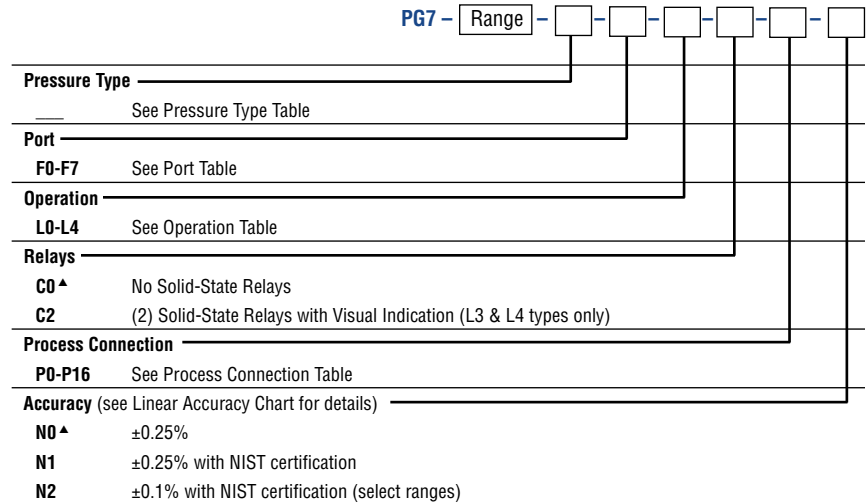 PG7 – Range – – – – – –
Pressure Type
___ See Pressure Type Table
Port
F0-F7 See Port Table
Operation
L0-L4 See Operation Table
Relays
C0▲ No Solid-State Relays
C2 (2) Solid-State Relays with Visual Indication (L3 & L4 types only)
Process Connection
P0-P16 See Process Connection Table
Accuracy (see Linear Accuracy Chart for details)
N0▲ ±0.25%
N1 ±0.25% with NIST certification
N2 ±0.1% with NIST certification (select ranges)